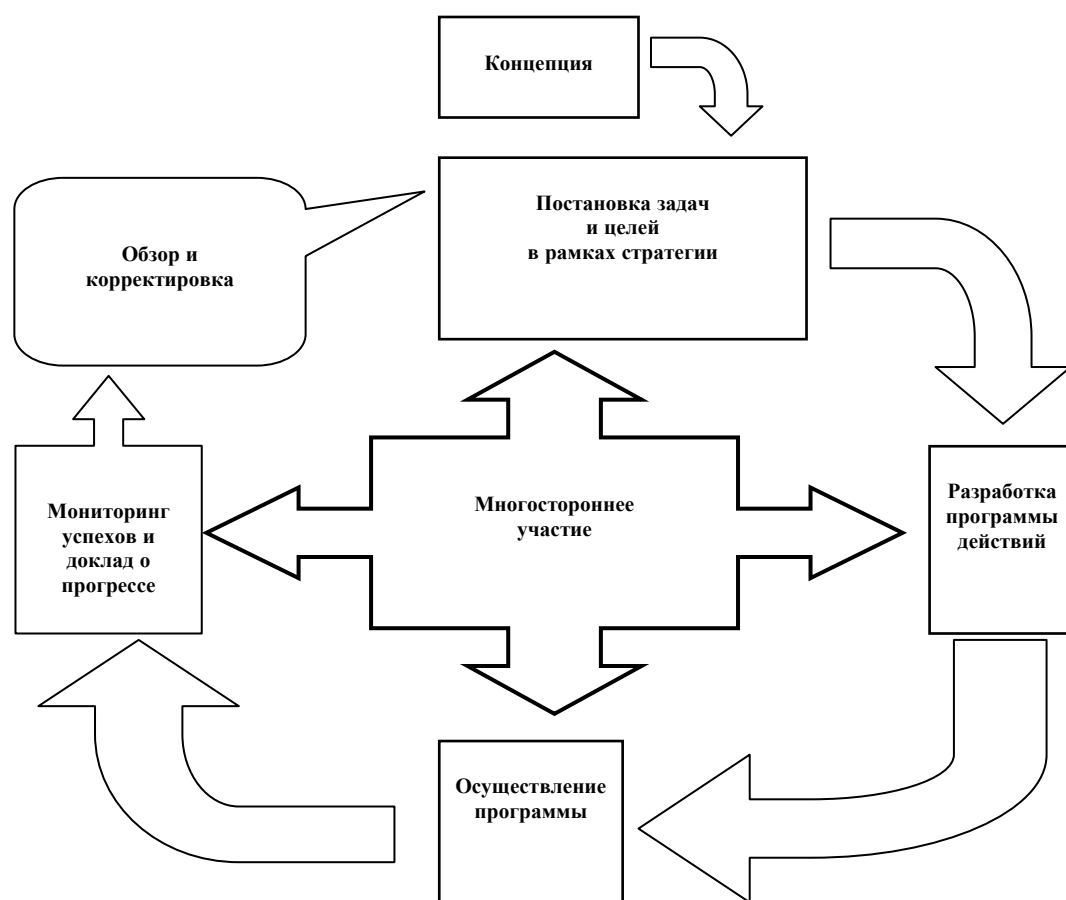 Концепция
Постановка задач
и целей
в рамках стратегии
Обзор и
корректировка
Многостороннее
участие
Разработка
программы
действий
Мониторинг
успехов и
доклад о
прогрессе
Осуществление
программы